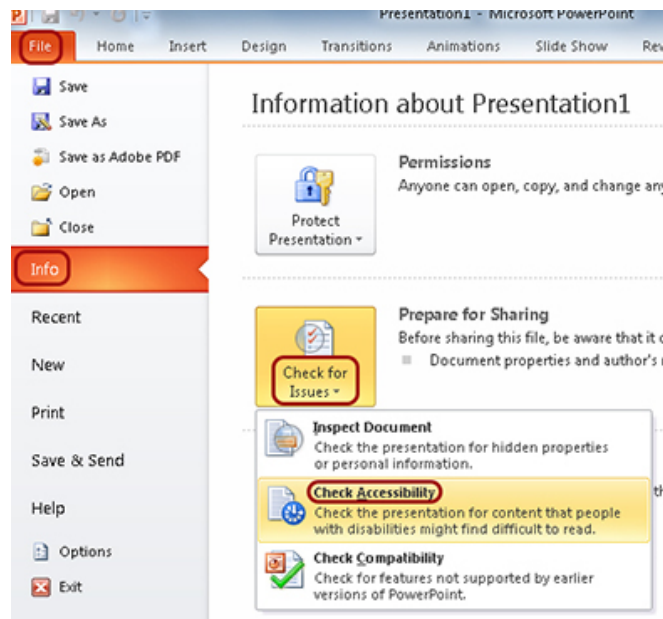 Presentation1 - Microsoft PowerPoint
File Home Insert Design Transitions Animations Slide Show
Save
Save As
Save as Adobe PDF
Open
Close
Info
Recent
New
Print
Save & Send
Help
Options
Exit
Information about Presentation1
Protect
Presentation
Permissions
Anyone can open, copy, and change
Check for
Issues
Prepare for Sharing
Before sharing this file, be aware that it
Document properties and author's
Inspect Document
Check the presentation for hidden properties
or personal information.
Check Accessibility
Check the presentation for content that people
with disabilities might find difficult to read.
Check Compatibility
Check for features not supported by earlier
versions of PowerPoint.